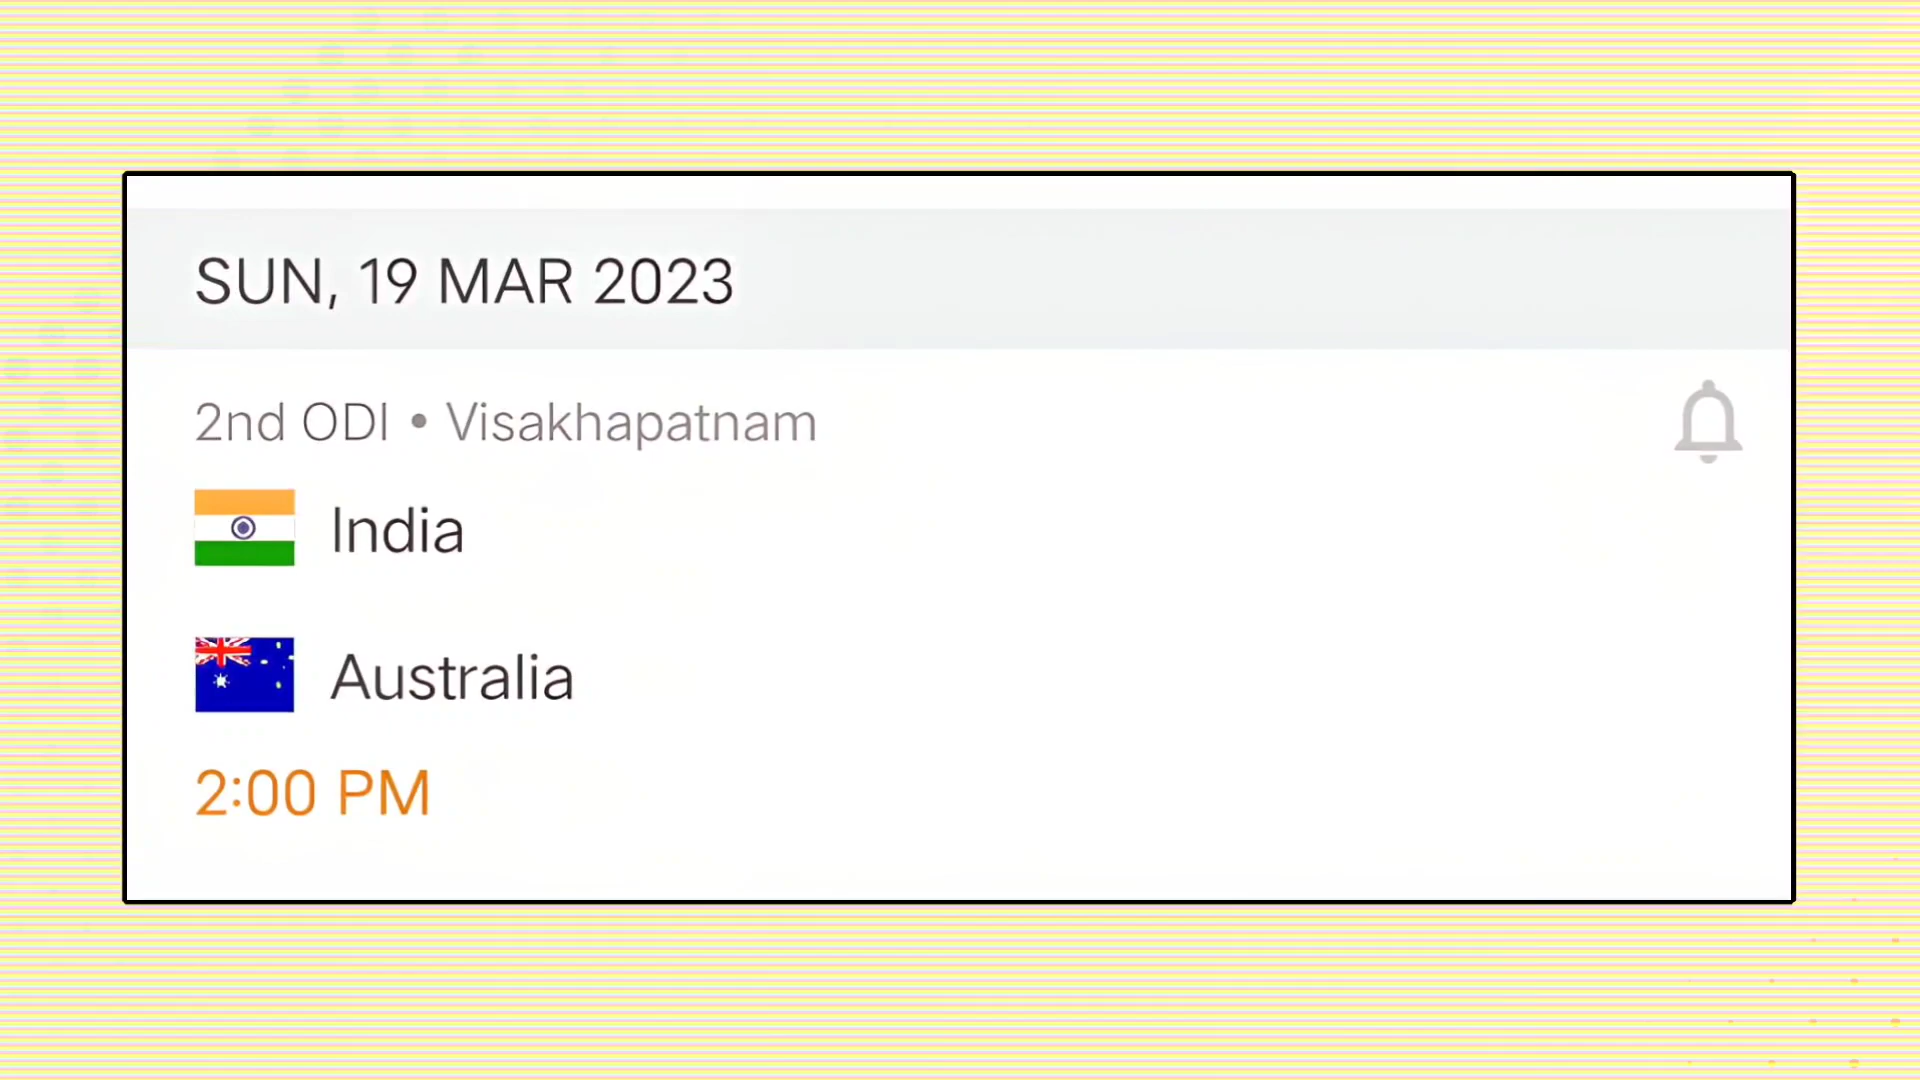 SUN, 19 MAR 2023
2nd ODI • Visakhapatnam
India
Australia
2:00 PM